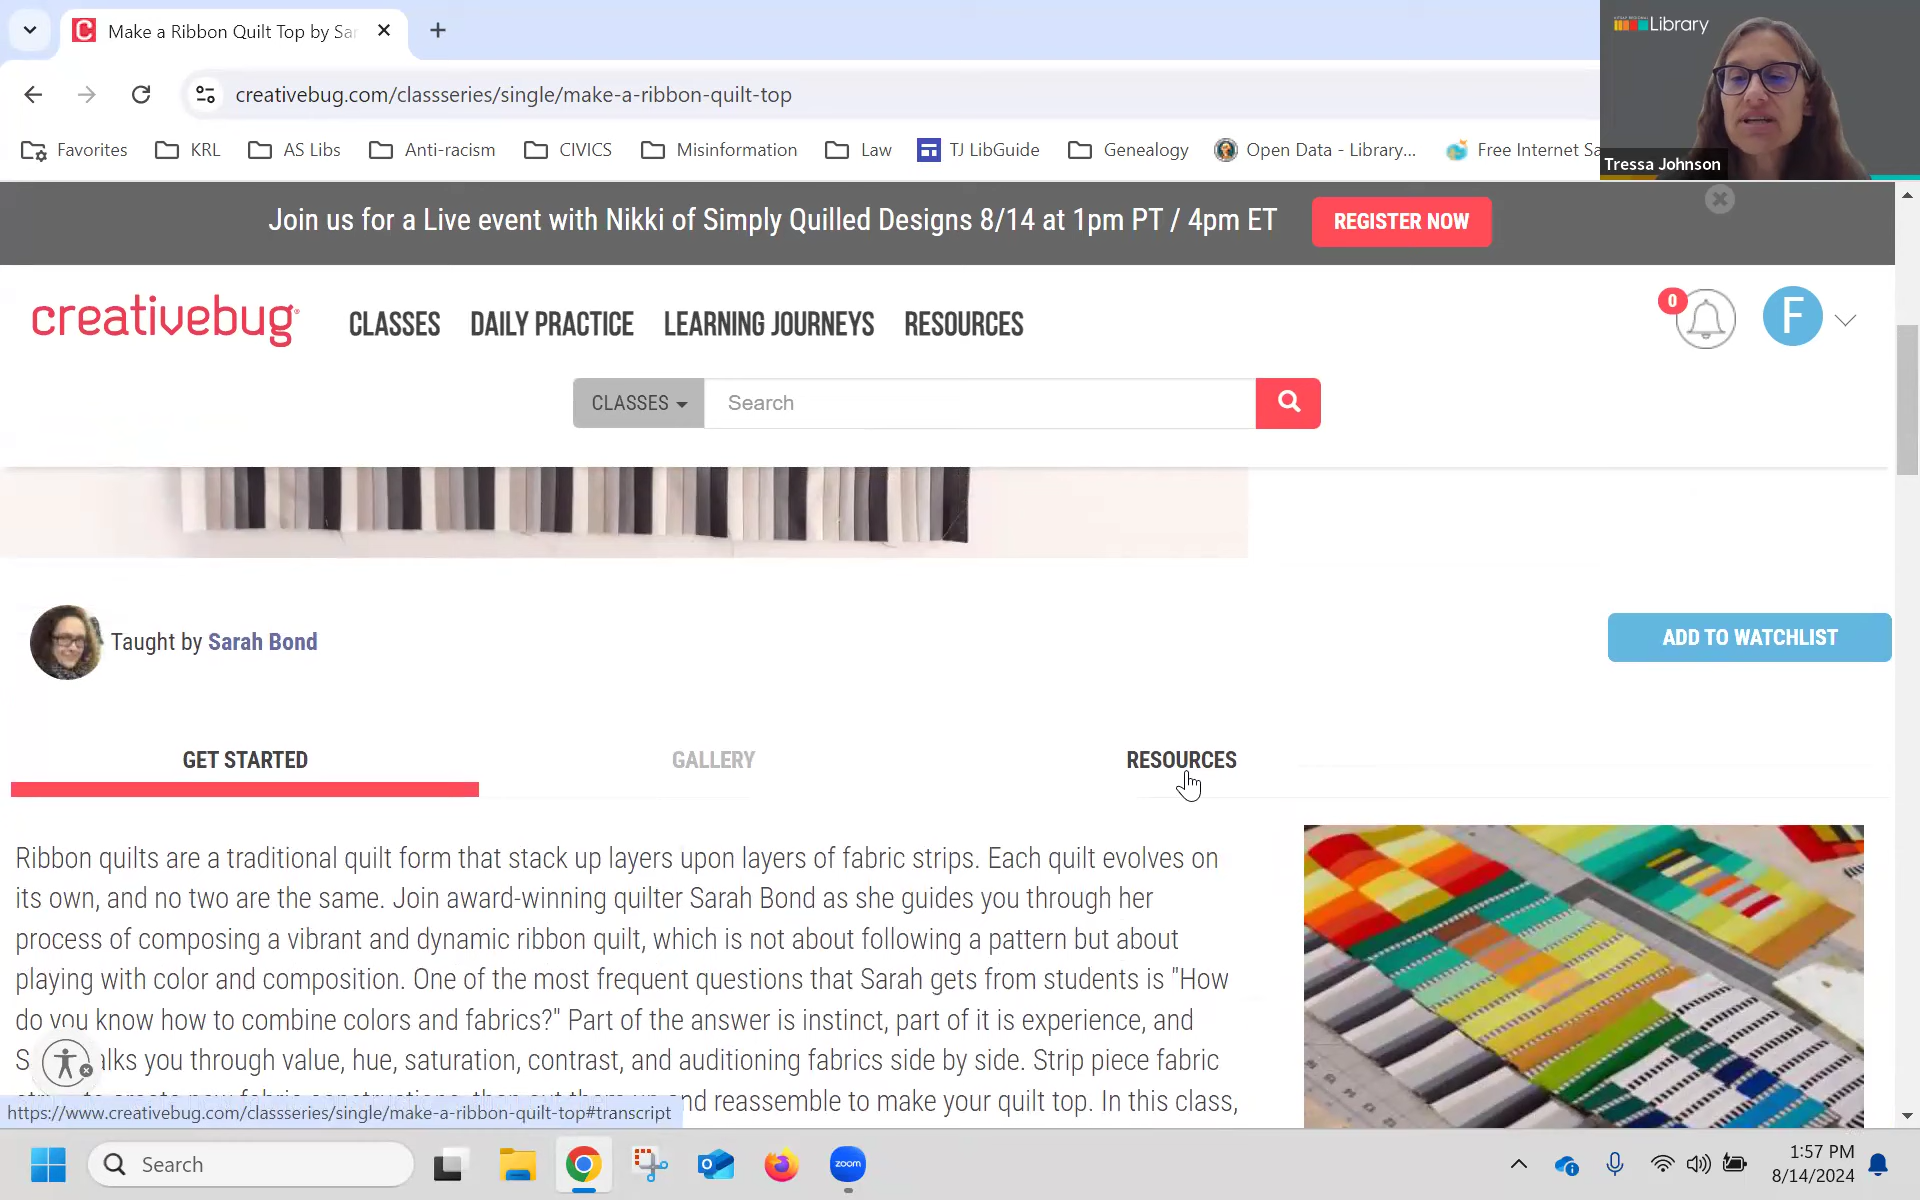 Make a Ribbon Quilt Top by Sar
creativebug.com/classseries/single/make-a-ribbon-quilt-top
Favorites KRL AS Libs Anti-racism CIVICS Misinformation Law TJ LibGuide Genealogy Open Data - Library... Free Internet Sa
Library
Tressa Johnson
Join us for a Live event with Nikki of Simply Quilled Designs 8/14 at 1pm PT / 4pm ET REGISTER NOW
creativebug CLASSES DAILY PRACTICE LEARNING JOURNEYS RESOURCES 0 F
CLASSES Search
Taught by Sarah Bond ADD TO WATCHLIST
GET STARTED GALLERY RESOURCES
Ribbon quilts are a traditional quilt form that stack up layers upon layers of fabric strips. Each quilt evolves on
its own, and no two are the same. Join award-winning quilter Sarah Bond as she guides you through her
process of composing a vibrant and dynamic ribbon quilt, which is not about following a pattern but about
playing with color and composition. One of the most frequent questions that Sarah gets from students is "How
do you know how to combine colors and fabrics?" Part of the answer is instinct, part of it is experience, and
S alks you through value, hue, saturation, contrast, and auditioning fabrics side by side. Strip piece fabric
nd reassemble to make your quilt top. In this class,
https://www.creativebug.com/classseries/single/make-a-ribbon-quilt-top#transcript
Search
zoom
1:57 PM
8/14/2024